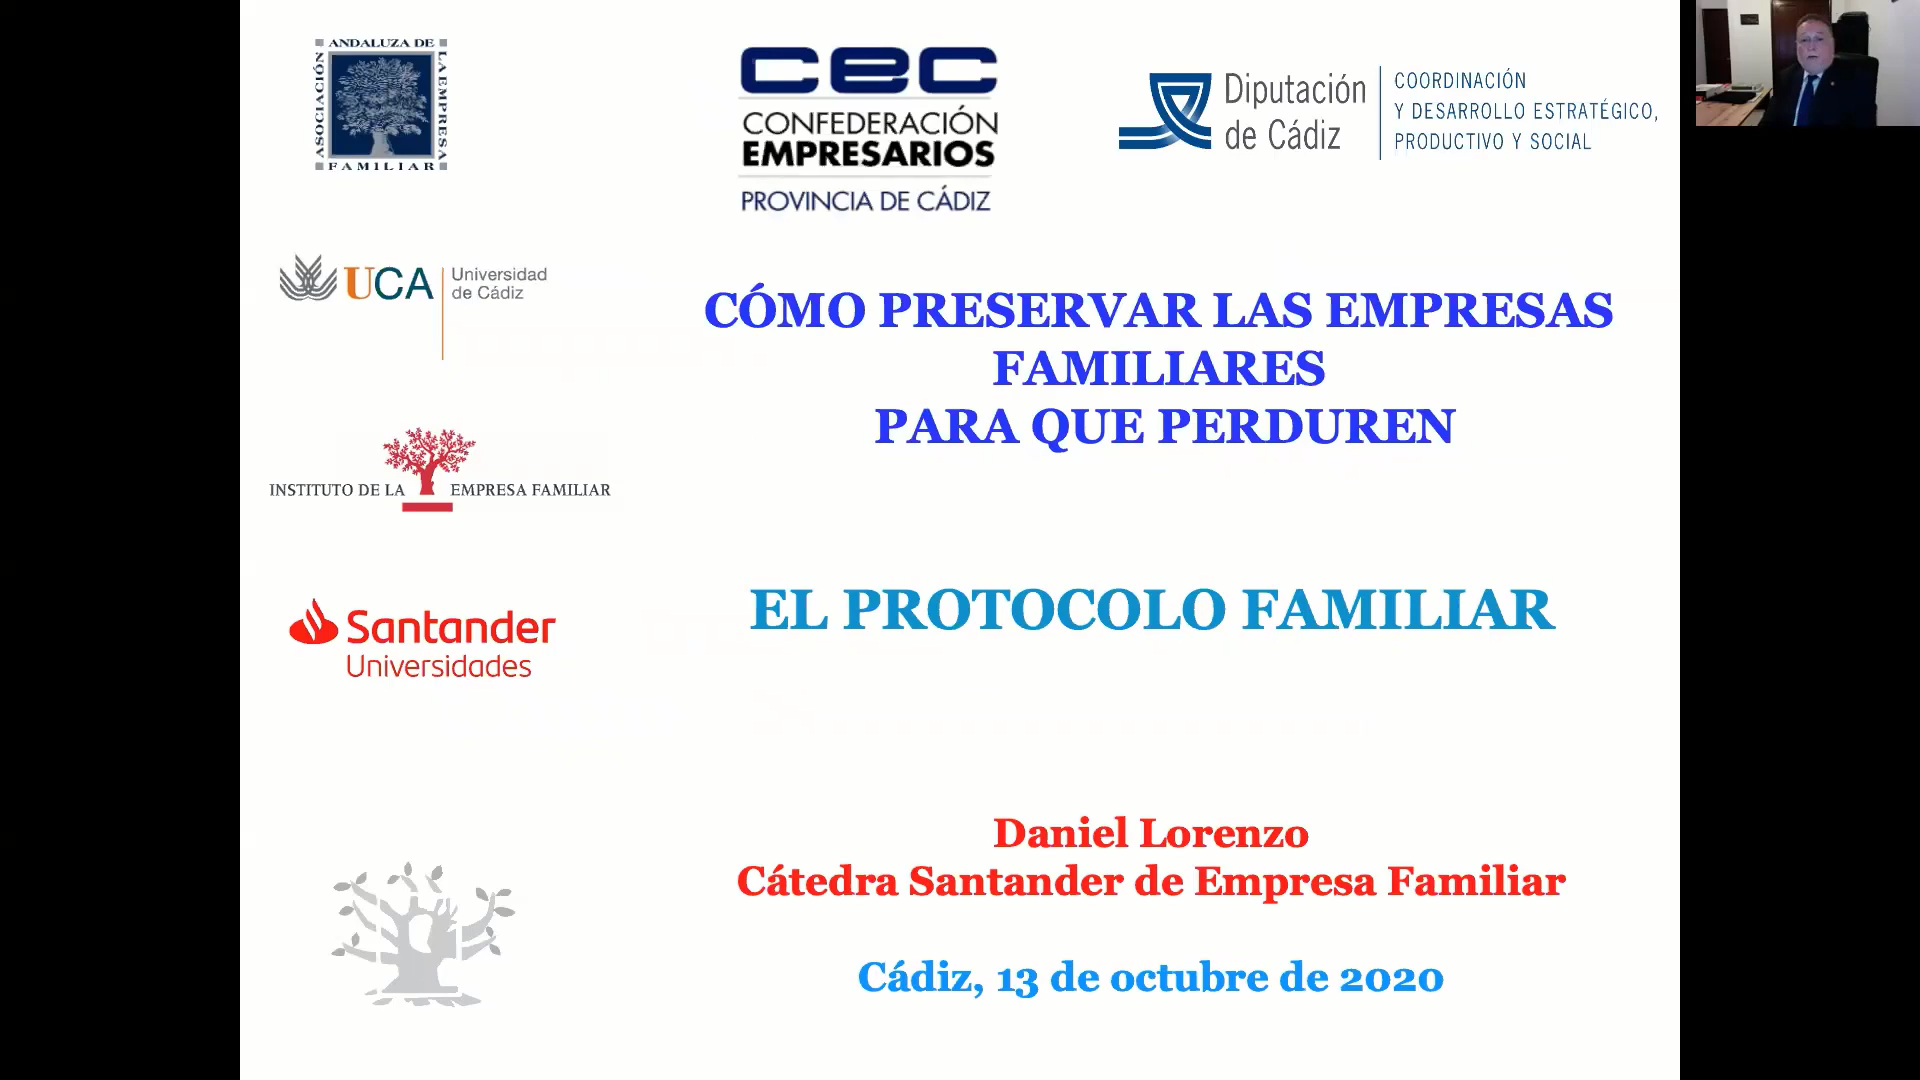 ASOCIACIÓN
ANDALUZA DE
LA EMPRESA
FAMILIAR
cec
CONFEDERACIÓN
EMPRESARIOS
PROVINCIA DE CÁDIZ
Diputación
de Cádiz
COORDINACIÓN
Y DESARROLLO ESTRATÉGICO,
PRODUCTIVO Y SOCIAL
UCA
Universidad
de Cádiz
CÓMO PRESERVAR LAS EMPRESAS
FAMILIARES
PARA QUE PERDUREN
INSTITUTO DE LA EMPRESA FAMILIAR
EL PROTOCOLO FAMILIAR
Santander
Universidades
Daniel Lorenzo
Cátedra Santander de Empresa Familiar
Cádiz, 13 de octubre de 2020